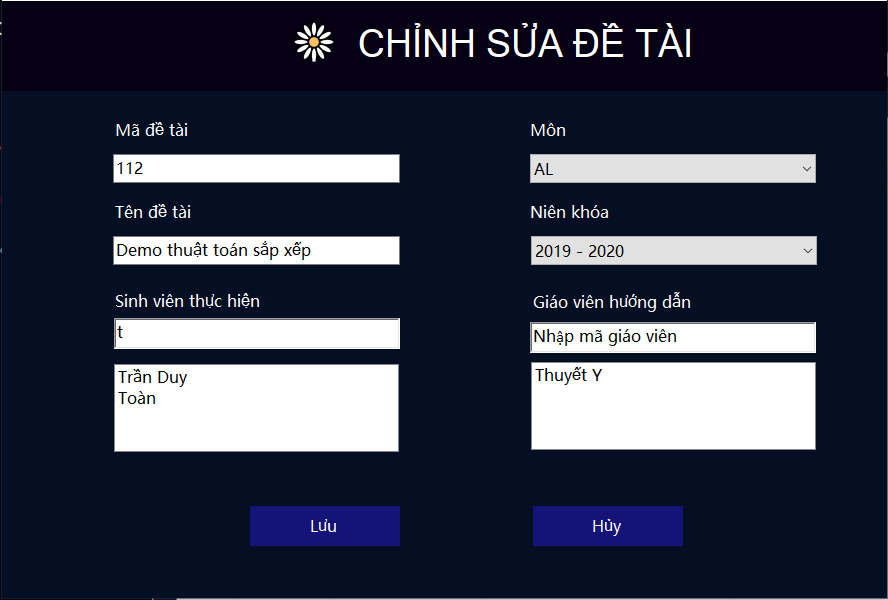 CHỈNH SỬA ĐỀ TÀI
Mã đề tài
112
Môn
AL
Tên đề tài
Demo thuật toán sắp xếp
Niên khóa
2019 - 2020
Sinh viên thực hiện
t
Trần Duy
Toàn
Giáo viên hướng dẫn
Nhập mã giáo viên
Thuyết Y
Lưu
Hủy